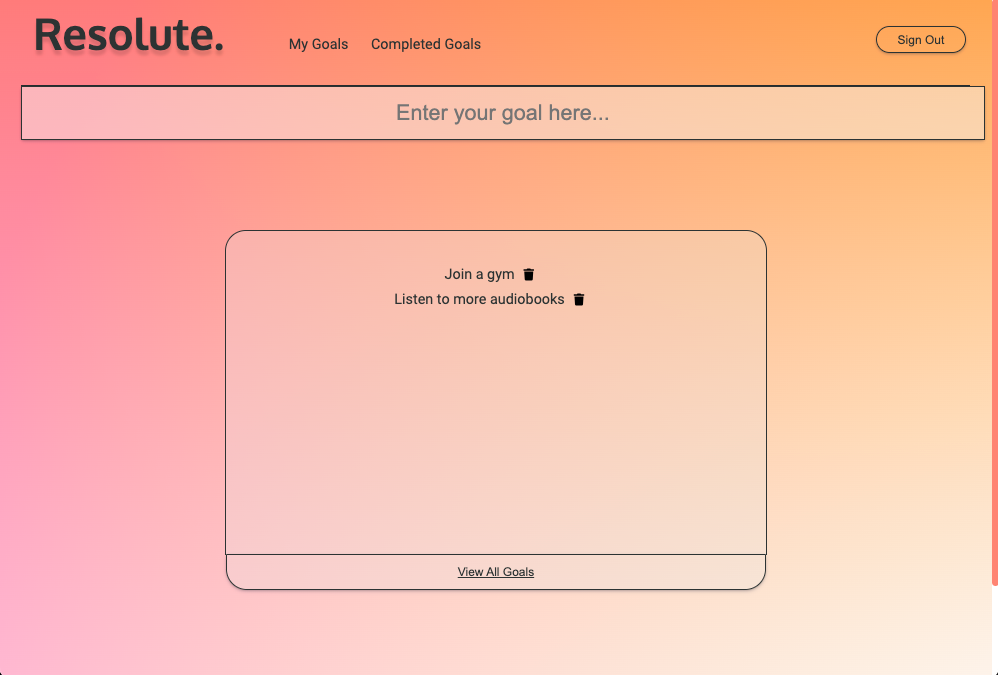 Resolute.
My Goals Completed Goals
Sign Out
Enter your goal here...
Join a gym
Listen to more audiobooks
View All Goals